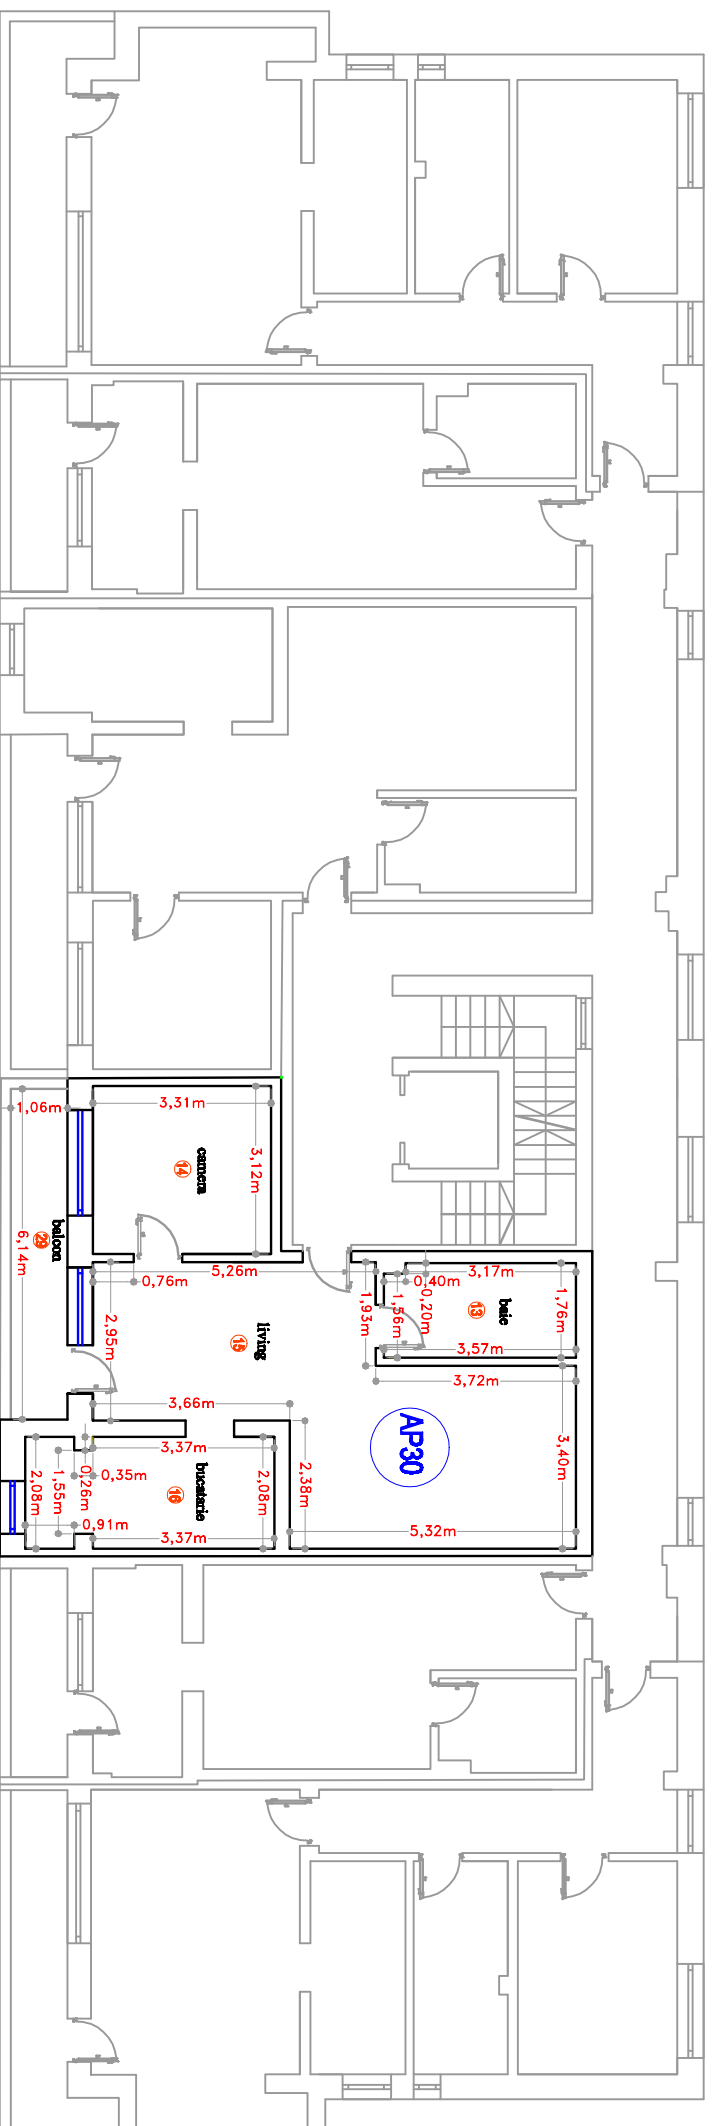 3,31m
1,06m
camera
14
3,12m
balcon
29
6,14m
0,76m
5,26m
3,17m
0,40m
0,20m
baie
13
1,76m
1,93m
1,56m
2,95m
living
15
3,57m
3,72m
3,66m
AP30
3,40m
3,37m
0,26m
0,35m
bucatarie
16
2,08m
1,55m
2,08m
2,38m
0,91m
3,37m
5,32m